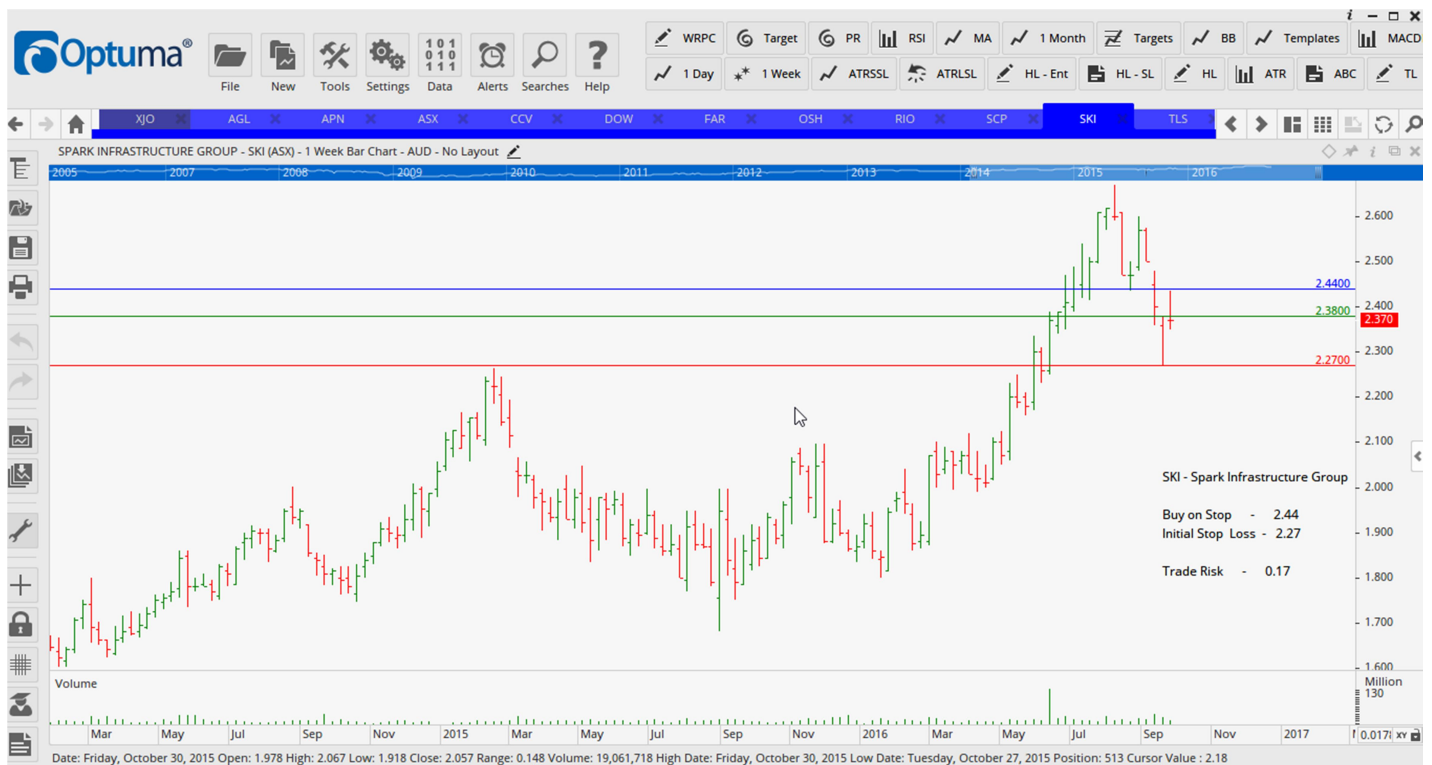 i
Optuma®
File
New
Tools
Settings
1 0 1
0 1 0
1 1 1
Data
Alerts
Searches
?
Help
WRPC
Target
PR
RSI
MA
1 Month
Targets
BB
Templates
MACD
1 Day
1 Week
ATRSSL
ATRLSL
HL - Ent
HL - SL
HL
ATR
ABC
TL
XJO
AGL
APN
ASX
CCV
DOW
FAR
OSH
RIO
SCP
SKI
TLS
SPARK INFRASTRUCTURE GROUP - SKI (ASX) - 1 Week Bar Chart - AUD - No Layout
2005 2007 2008 2009 2010 2011 2012 2013 2014 2015 2016
2.600
2.500
2.4400
2.400
2.3800
2.370
2.300
2.2700
2.200
2.100
SKI - Spark Infrastructure Group
2.000
Buy on Stop - 2.44
Initial Stop Loss - 2.27
1.900
Trade Risk - 0.17
1.800
1.700
1.600
Volume
Million
130
Mar May Jul Sep Nov 2015 Mar May Jul Sep Nov 2016 Mar May Jul Sep Nov 2017
XY
Date: Friday, October 30, 2015 Open: 1.978 High: 2.067 Low: 1.918 Close: 2.057 Range: 0.148 Volume: 19,061,718 High Date: Friday, October 30, 2015 Low Date: Tuesday, October 27, 2015 Position: 513 Cursor Value : 2.18